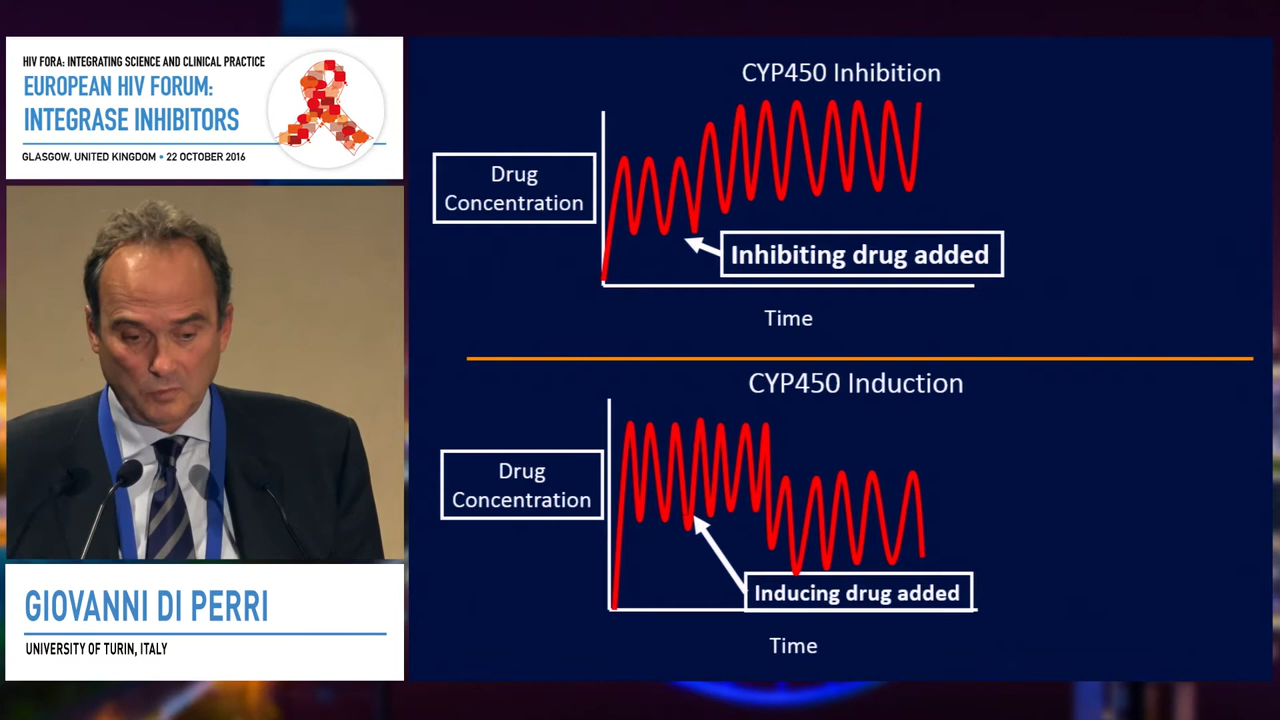 HIV FORA: INTEGRATING SCIENCE AND CLINICAL PRACTICE
EUROPEAN HIV FORUM:
INTEGRASE INHIBITORS
GLASGOW, UNITED KINGDOM • 22 OCTOBER 2016
GIOVANNI DI PERRI
UNIVERSITY OF TURIN, ITALY
CYP450 Inhibition
Drug
Concentration
Inhibiting drug added
Time
CYP450 Induction
Drug
Concentration
Inducing drug added
Time